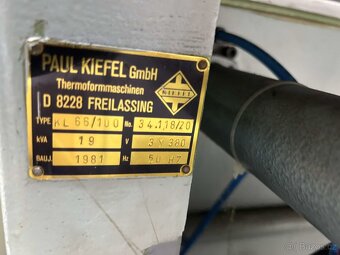 PAUL KIEFEL GmbH
Thermoformmaschinen
D 8228 FREILASSING
KIEFEL
TYPE KL 66/100 No. 34.118/20
kVA 19 V 3 X 380
BAUJ. 1981 Hz 50 HZ